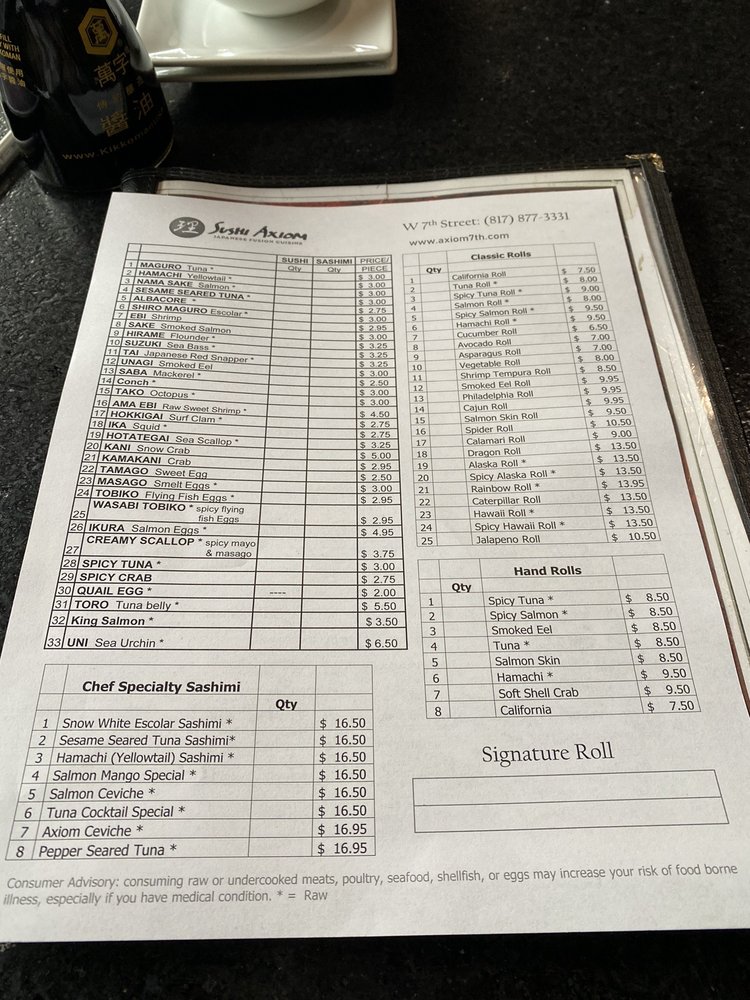 萬
萬字
醬油
www.Kikkoman
Sushi Axiom
JAPANESE FUSION CUISINE
W 7th Street: (817) 877-3331
www.axiom7th.com
SUSHI SASHIMI PRICE/
Qty Qty PIECE
1 MAGURO Tuna * $ 3.00
2 HAMACHI Yellowtail * $ 3.00
3 NAMA SAKE Salmon * $ 3.00
4 SESAME SEARED TUNA * $ 3.00
5 ALBACORE * $ 2.75
6 SHIRO MAGURO Escolar * $ 3.00
7 EBI Shrimp $ 2.95
8 SAKE Smoked Salmon $ 3.00
9 HIRAME Flounder * $ 3.25
10 SUZUKI Sea Bass * $ 3.25
11 TAI Japanese Red Snapper * $ 3.25
12 UNAGI Smoked Eel $ 3.00
13 SABA Mackerel * $ 2.50
14 Conch * $ 3.00
15 TAKO Octopus * $ 3.00
16 AMA EBI Raw Sweet Shrimp * $ 4.50
17 HOKKIGAI Surf Clam * $ 2.75
18 IKA Squid * $ 2.75
19 HOTATEGAI Sea Scallop * $ 3.25
20 KANI Snow Crab $ 5.00
21 KAMAKANI Crab $ 2.95
22 TAMAGO Sweet Egg $ 2.50
23 MASAGO Smelt Eggs * $ 3.00
24 TOBIKO Flying Fish Eggs * $ 2.95
WASABI TOBIKO * spicy flying
25 fish Eggs $ 2.95
26 IKURA Salmon Eggs * $ 4.95
CREAMY SCALLOP * spicy mayo
27 & masago $ 3.75
28 SPICY TUNA * $ 3.00
29 SPICY CRAB $ 2.75
30 QUAIL EGG * ---- $ 2.00
31 TORO Tuna belly * $ 5.50
32 King Salmon * $ 3.50
33 UNI Sea Urchin * $ 6.50
Chef Specialty Sashimi
Qty
1 Snow White Escolar Sashimi * $ 16.50
2 Sesame Seared Tuna Sashimi* $ 16.50
3 Hamachi (Yellowtail) Sashimi * $ 16.50
4 Salmon Mango Special * $ 16.50
5 Salmon Ceviche * $ 16.50
6 Tuna Cocktail Special * $ 16.50
7 Axiom Ceviche * $ 16.95
8 Pepper Seared Tuna * $ 16.95
Classic Rolls
Qty
1 California Roll $ 7.50
2 Tuna Roll * $ 8.00
3 Spicy Tuna Roll * $ 9.00
4 Salmon Roll * $ 8.00
5 Spicy Salmon Roll * $ 9.50
6 Hamachi Roll * $ 9.50
7 Cucumber Roll $ 6.50
8 Avocado Roll $ 7.00
9 Asparagus Roll $ 7.00
10 Vegetable Roll $ 8.00
11 Shrimp Tempura Roll $ 8.50
12 Smoked Eel Roll $ 9.95
13 Philadelphia Roll $ 9.95
14 Cajun Roll $ 9.95
15 Salmon Skin Roll $ 9.50
16 Spider Roll $ 10.50
17 Calamari Roll $ 9.00
18 Dragon Roll $ 13.50
19 Alaska Roll * $ 13.50
20 Spicy Alaska Roll * $ 13.50
21 Rainbow Roll * $ 13.95
22 Caterpillar Roll $ 13.50
23 Hawaii Roll * $ 13.50
24 Spicy Hawaii Roll * $ 13.50
25 Jalapeno Roll $ 10.50
Hand Rolls
Qty
1 Spicy Tuna * $ 8.50
2 Spicy Salmon * $ 8.50
3 Smoked Eel $ 8.50
4 Tuna * $ 8.50
5 Salmon Skin $ 8.50
6 Hamachi * $ 9.50
7 Soft Shell Crab $ 9.50
8 California $ 7.50
Signature Roll
Consumer Advisory: consuming raw or undercooked meats, poultry, seafood, shellfish, or eggs may increase your risk of food borne
illness, especially if you have medical condition. * = Raw